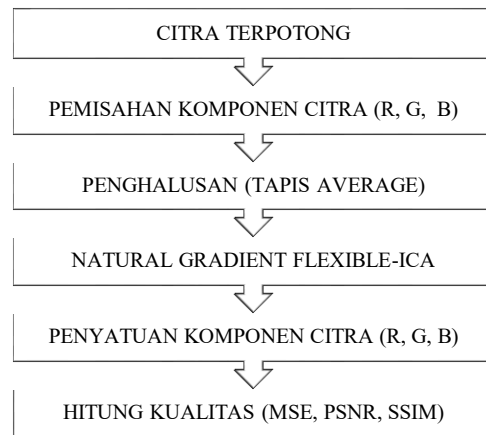 CITRA TERPOTONG
PEMISAHAN KOMPONEN CITRA (R, G, B)
PENGHALUSAN (TAPIS AVERAGE)
NATURAL GRADIENT FLEXIBLE-ICA
PENYATUAN KOMPONEN CITRA (R, G, B)
HITUNG KUALITAS (MSE, PSNR, SSIM)